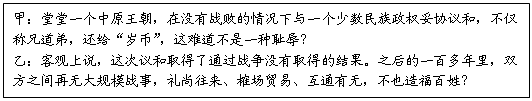 甲：堂堂一个中原王朝，在没有战败的情况下与一个少数民族政权妥协议和，不仅
称兄道弟，还给“岁币”，这难道不是一种耻辱？
乙：客观上说，这次议和取得了通过战争没有取得的结果。之后的一百多年里，双
方之间再无大规模战事，礼尚往来、榷场贸易、互通有无，不也造福百姓？